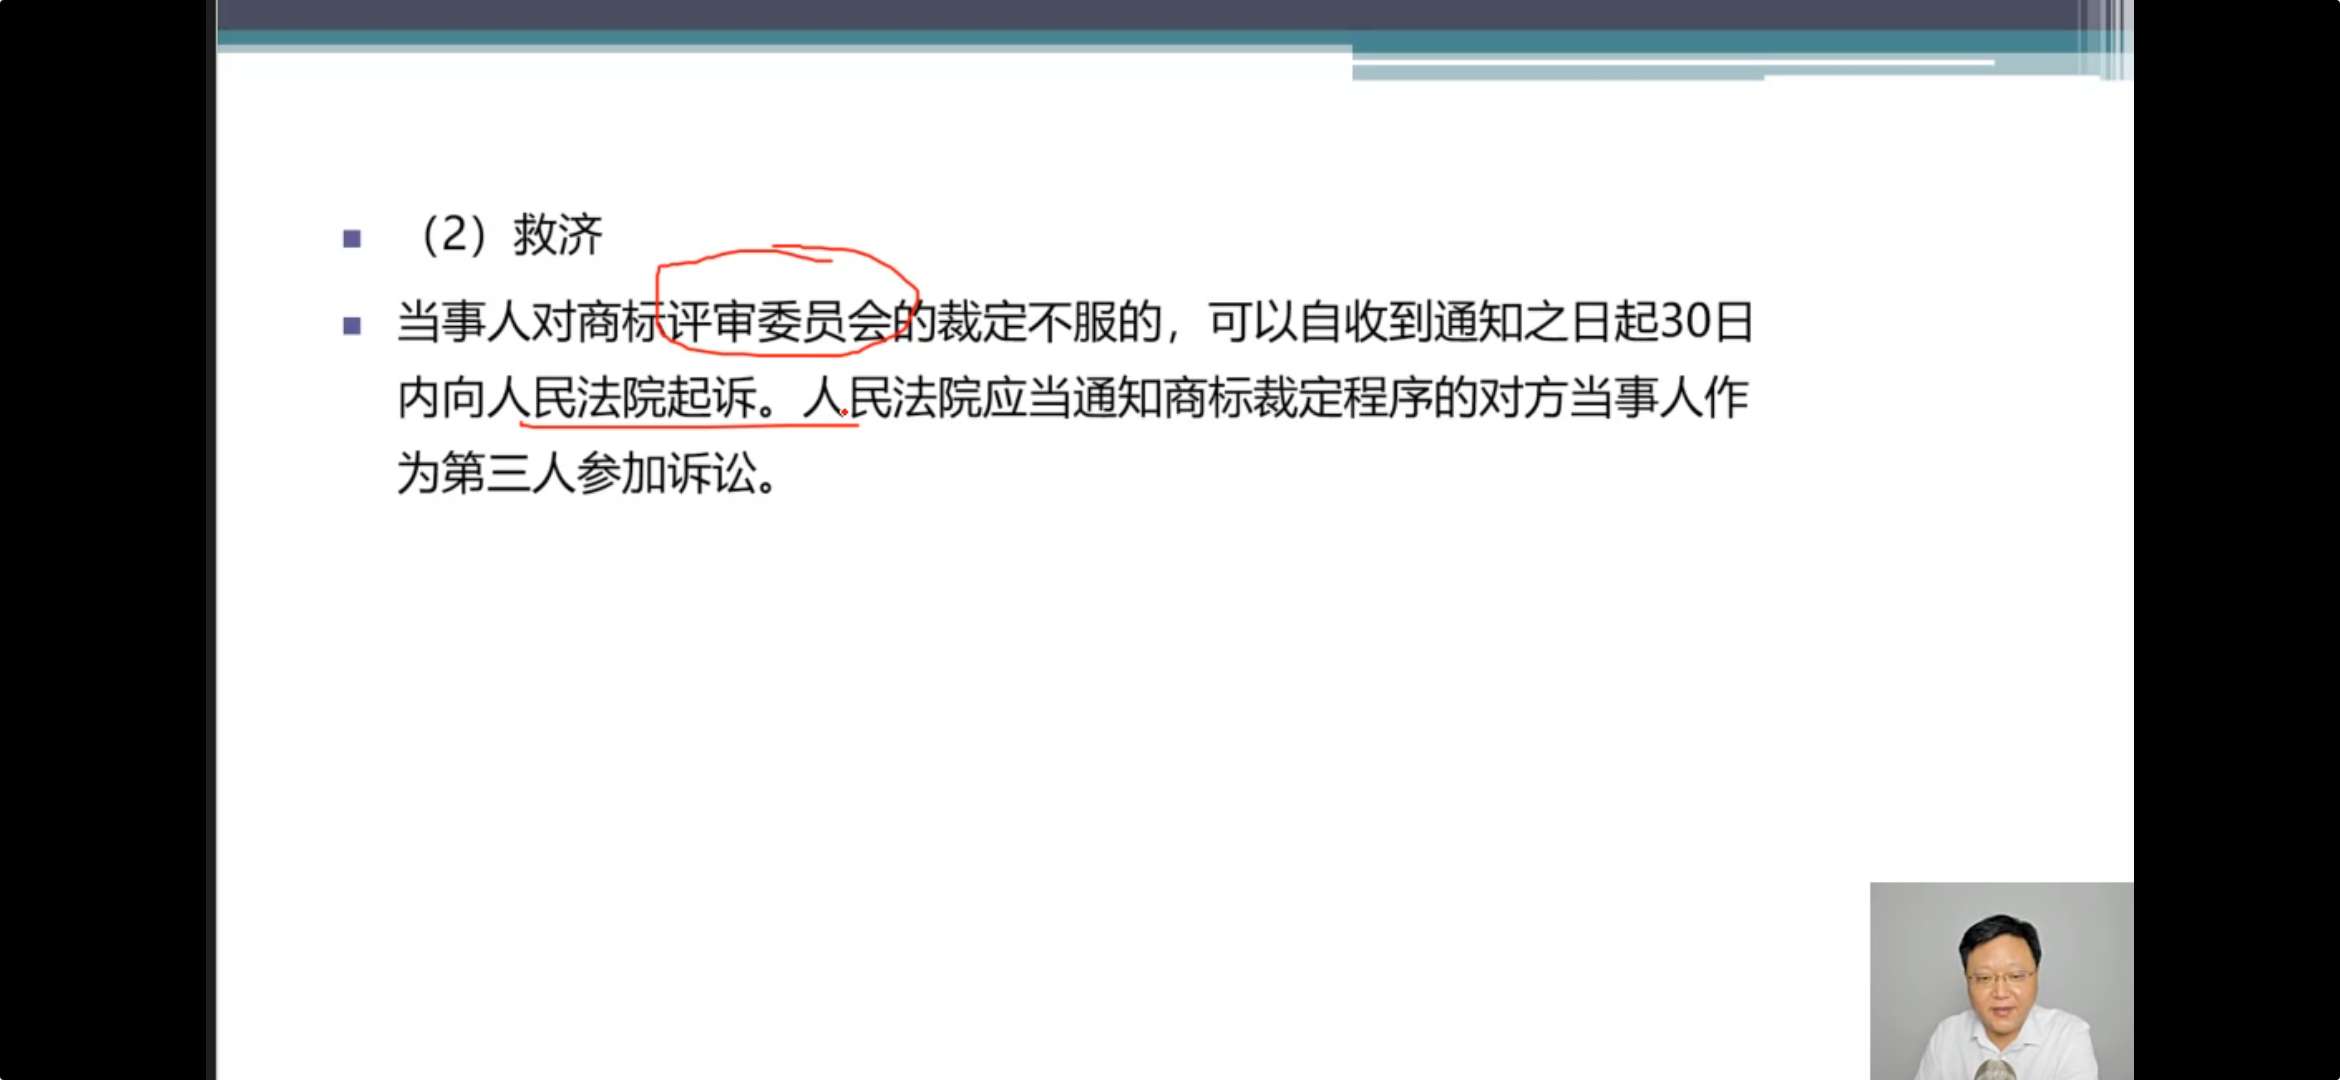 （2）救济
当事人对商标评审委员会的裁定不服的，可以自收到通知之日起30日
内向人民法院起诉。人民法院应当通知商标裁定程序的对方当事人作
为第三人参加诉讼。